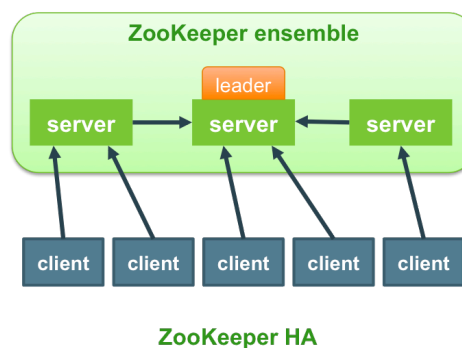 ZooKeeper ensemble
leader
server server server
client client client client client
ZooKeeper HA